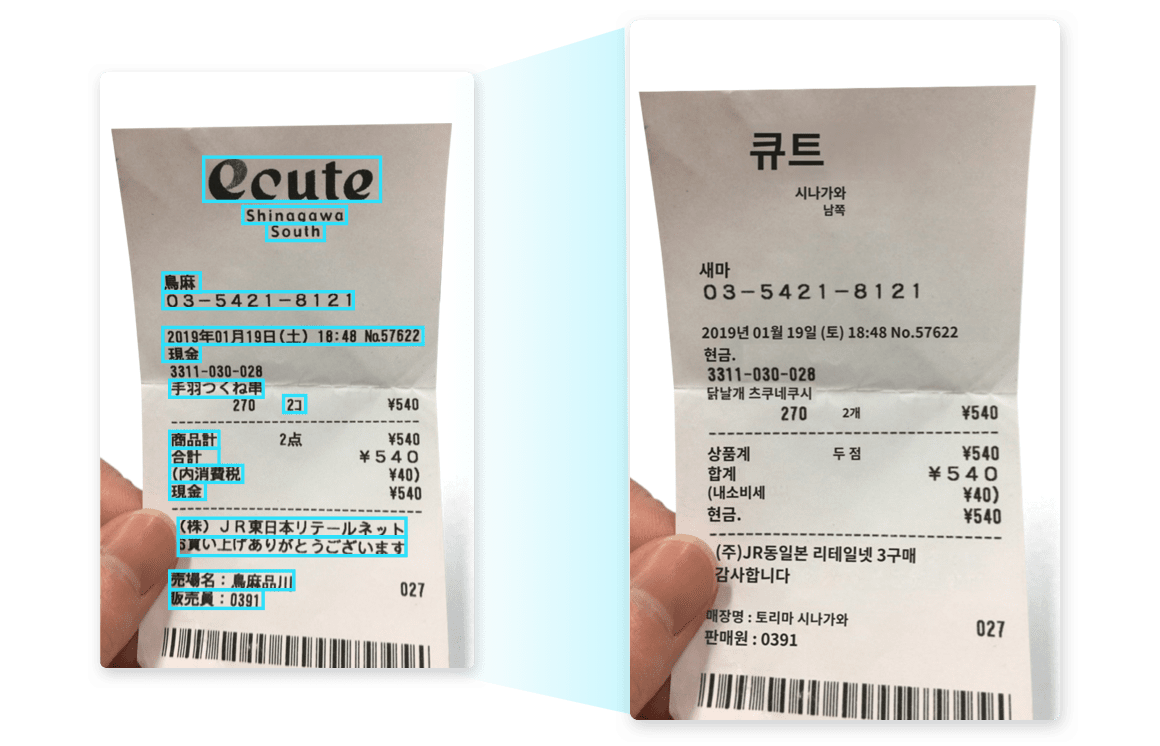 ecute
Shinagawa
South
鳥麻
03-5421-8121
2019年01月19日(土) 18:48 No.57622
現金
3311-030-028
手羽つくね串
270 2コ ¥540
商品計 2点 ¥540
合計 ¥540
(内消費税 ¥40)
現金 ¥540
(株)JR東日本リテールネット
買い上げありがとうございます
売場名:鳥麻品川
販売員:0391
027
큐트
시나가와
남쪽
새마
03-5421-8121
2019년 01월 19일 (토) 18:48 No.57622
현금.
3311-030-028
닭날개 츠쿠네쿠시
270 2개 ¥540
상품계 두 점 ¥540
합계 ¥540
(내소비세 ¥40)
현금. ¥540
(주)JR동일본 리테일넷 3구매
감사합니다
매장명 : 토리마 시나가와
판매원 : 0391
027